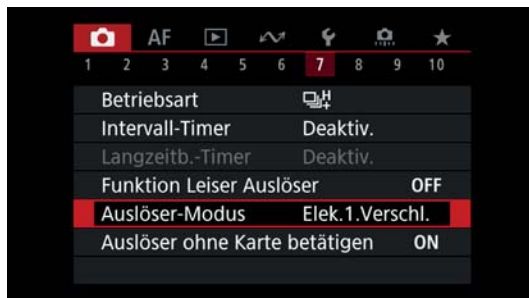 AF
1 2 3 4 5 6 7 8 9 10
Betriebsart H
Intervall-Timer Deaktiv.
Langzeitb.-Timer Deaktiv.
Funktion Leiser Auslöser OFF
Auslöser-Modus Elek.1.Verschl.
Auslöser ohne Karte betätigen ON